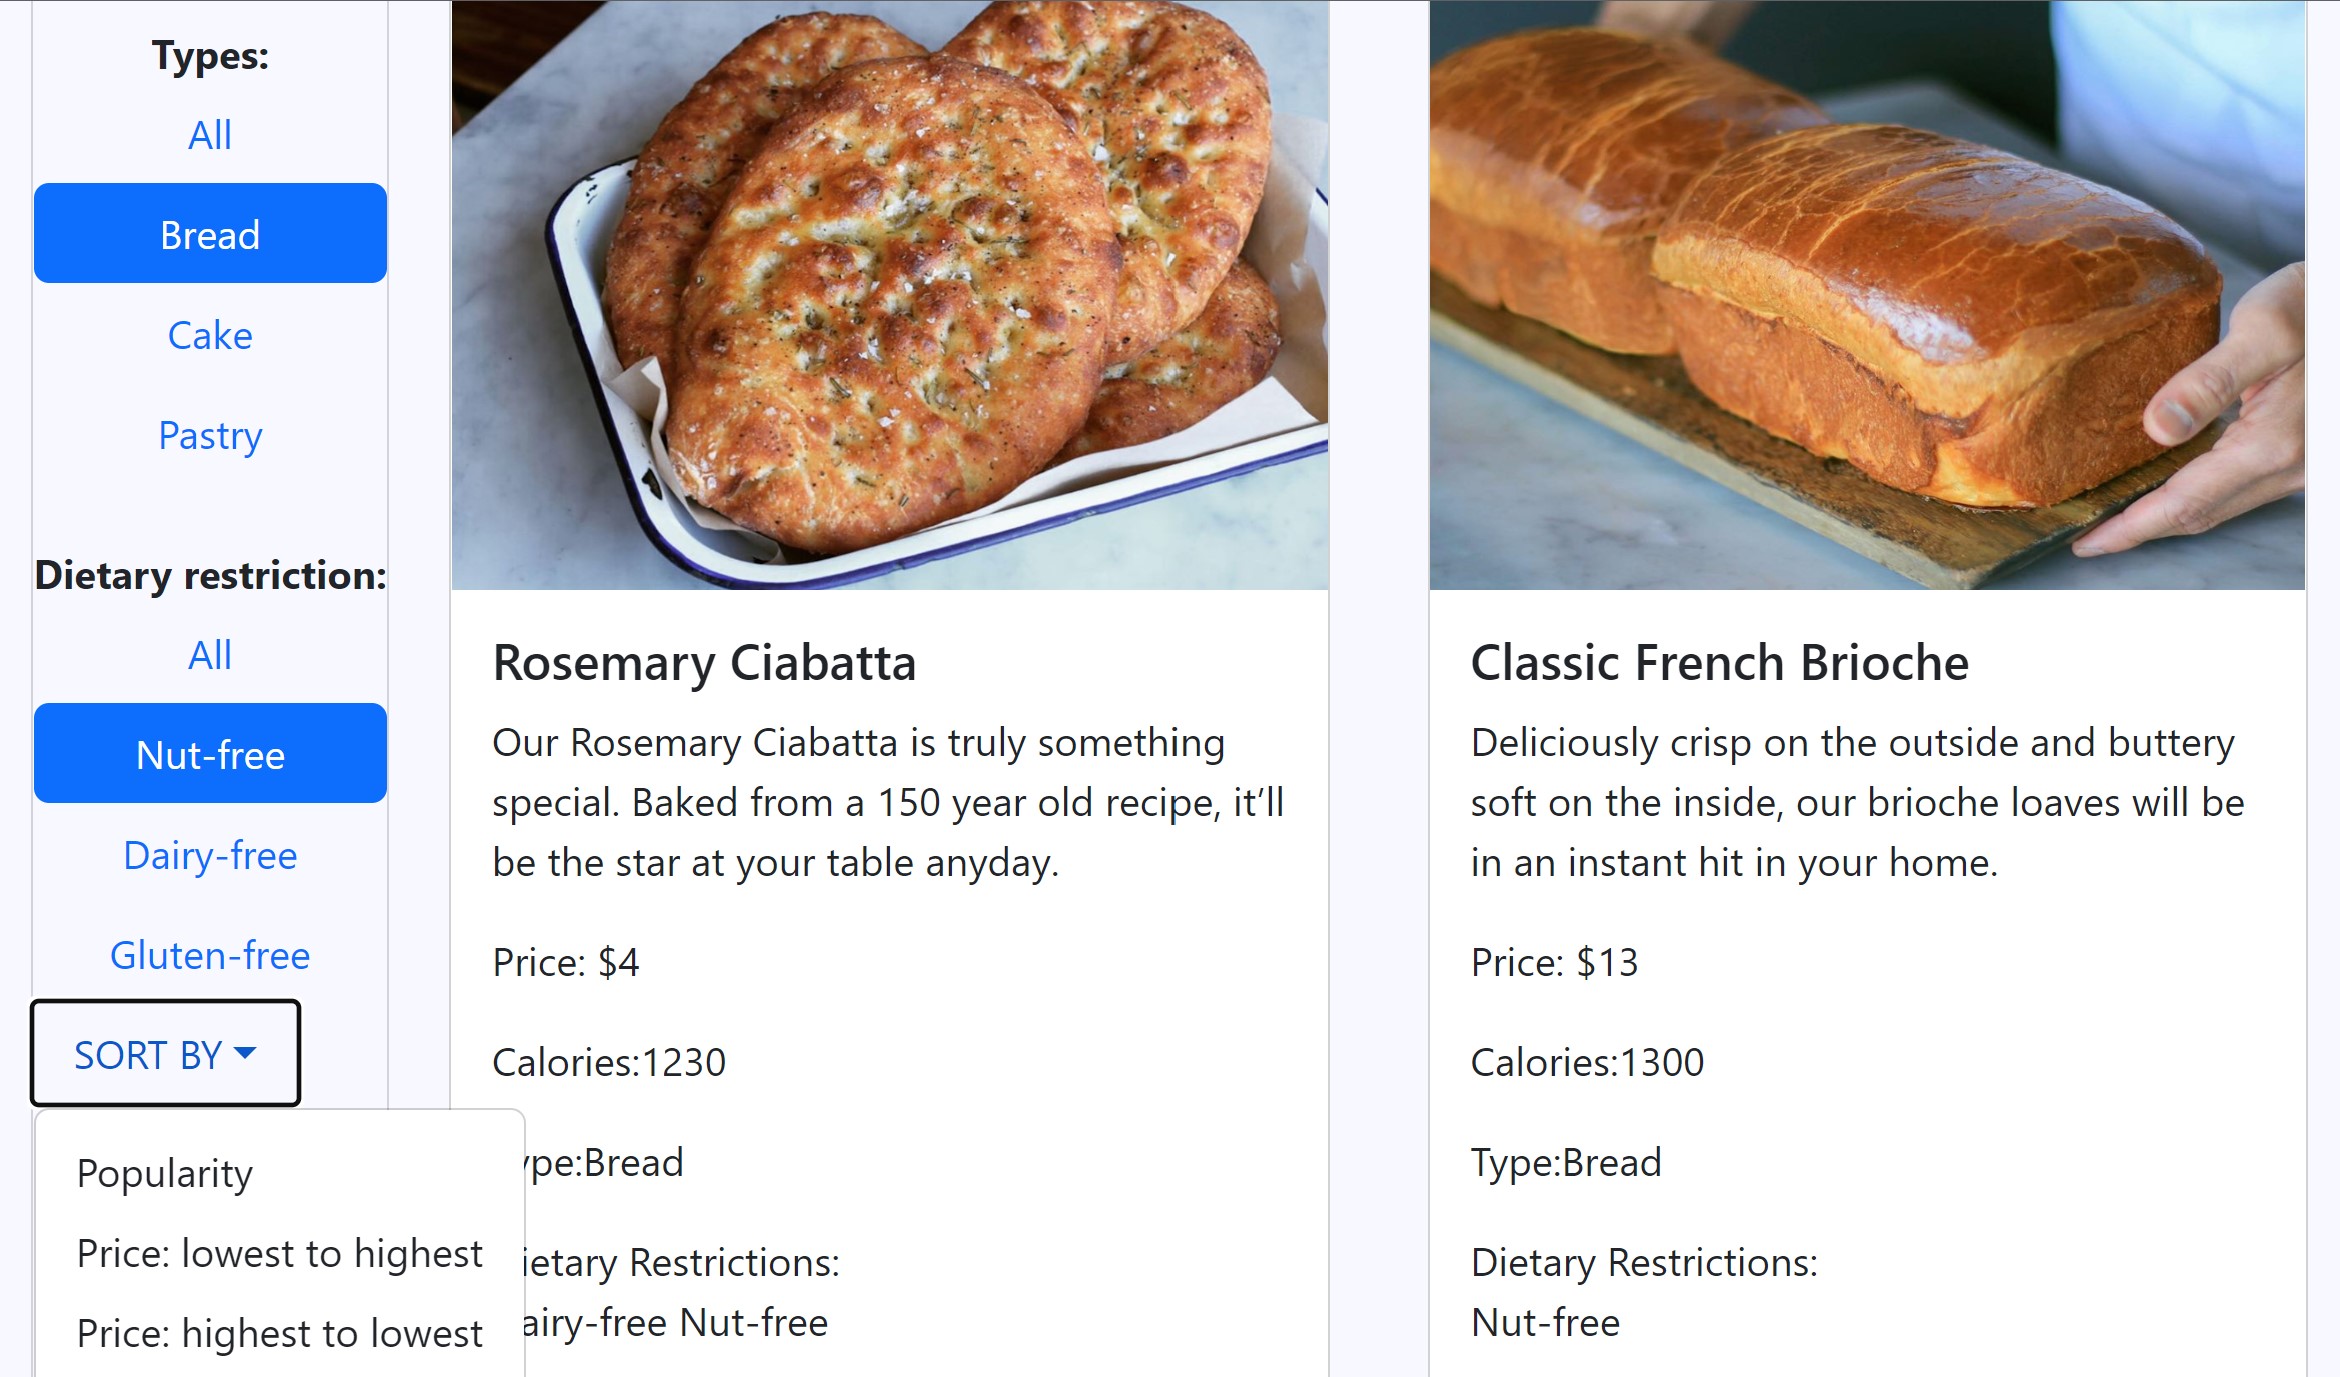 Types:
All
Bread
Cake
Pastry
Dietary restriction:
All
Nut-free
Dairy-free
Gluten-free
SORT BY
Popularity
Price: lowest to highest
Price: highest to lowest
Rosemary Ciabatta
Our Rosemary Ciabatta is truly something
special. Baked from a 150 year old recipe, it’ll
be the star at your table anyday.
Price: $4
Calories:1230
ype:Bread
ietary Restrictions:
airy-free Nut-free
Classic French Brioche
Deliciously crisp on the outside and buttery
soft on the inside, our brioche loaves will be
in an instant hit in your home.
Price: $13
Calories:1300
Type:Bread
Dietary Restrictions:
Nut-free